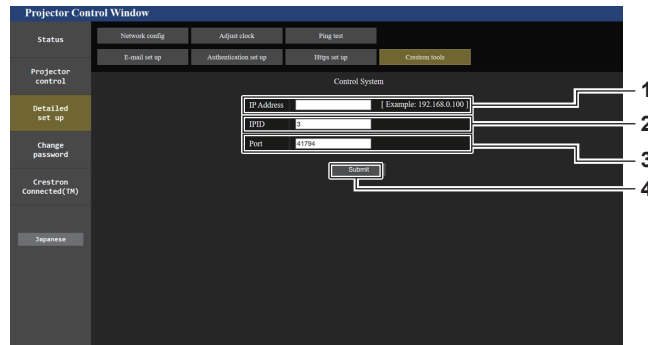 Projector Control Window
Status
Network config
Adjust clock
Ping test
E-mail set up
Authentication set up
Https set up
Crestron tools
Projector
control
Detailed
set up
Change
password
Crestron
Connected(TM)
Japanese
Control System
IP Address [ Example: 192.168.0.100 ]
IPID 3
Port 41794
Submit
1
2
3
4